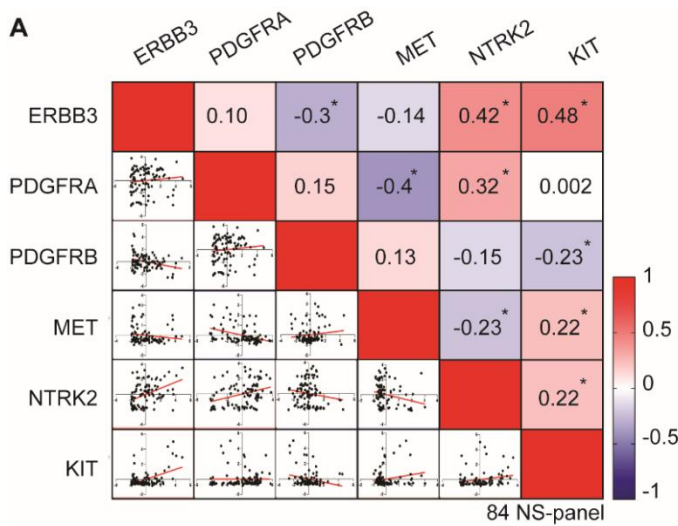 A
ERBB3 PDGFRA PDGFRB MET NTRK2 KIT
ERBB3 0.10 -0.3* -0.14 0.42* 0.48*
PDGFRA 0.15 -0.4* 0.32* 0.002
PDGFRB 0.13 -0.15 -0.23*
MET -0.23* 0.22*
NTRK2 0.22*
KIT
1
0.5
0
-0.5
-1
84 NS-panel